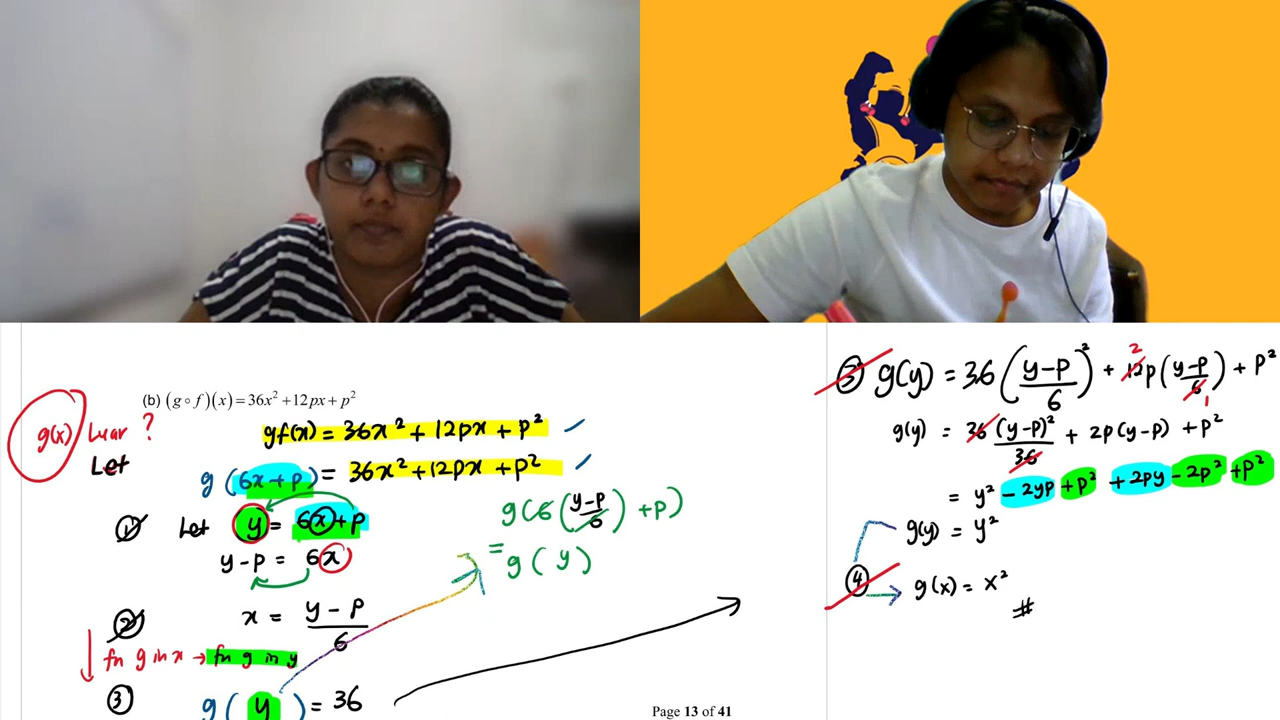 (b) (g∘f)(x) = 36x² + 12px + p²
g(x) luar ?
gf(x) = 36x² + 12px + p²
Let
g(6x+p) = 36x² + 12px + p²
① Let y = 6x + p
y - p = 6x
② x = (y - p)/6
fn g in x → fn g in y
③ g( y ) = 36
g(6((y-p)/6) + p)
= g( y )
Page 13 of 41
③ g(y) = 36((y-p)/6)² + 12p((y-p)/6) + p²
2
1
g(y) = 36(y-p)²/36 + 2p(y-p) + p²
= y² - 2yp + p² + 2py - 2p² + p²
g(y) = y²
④ → g(x) = x²
#